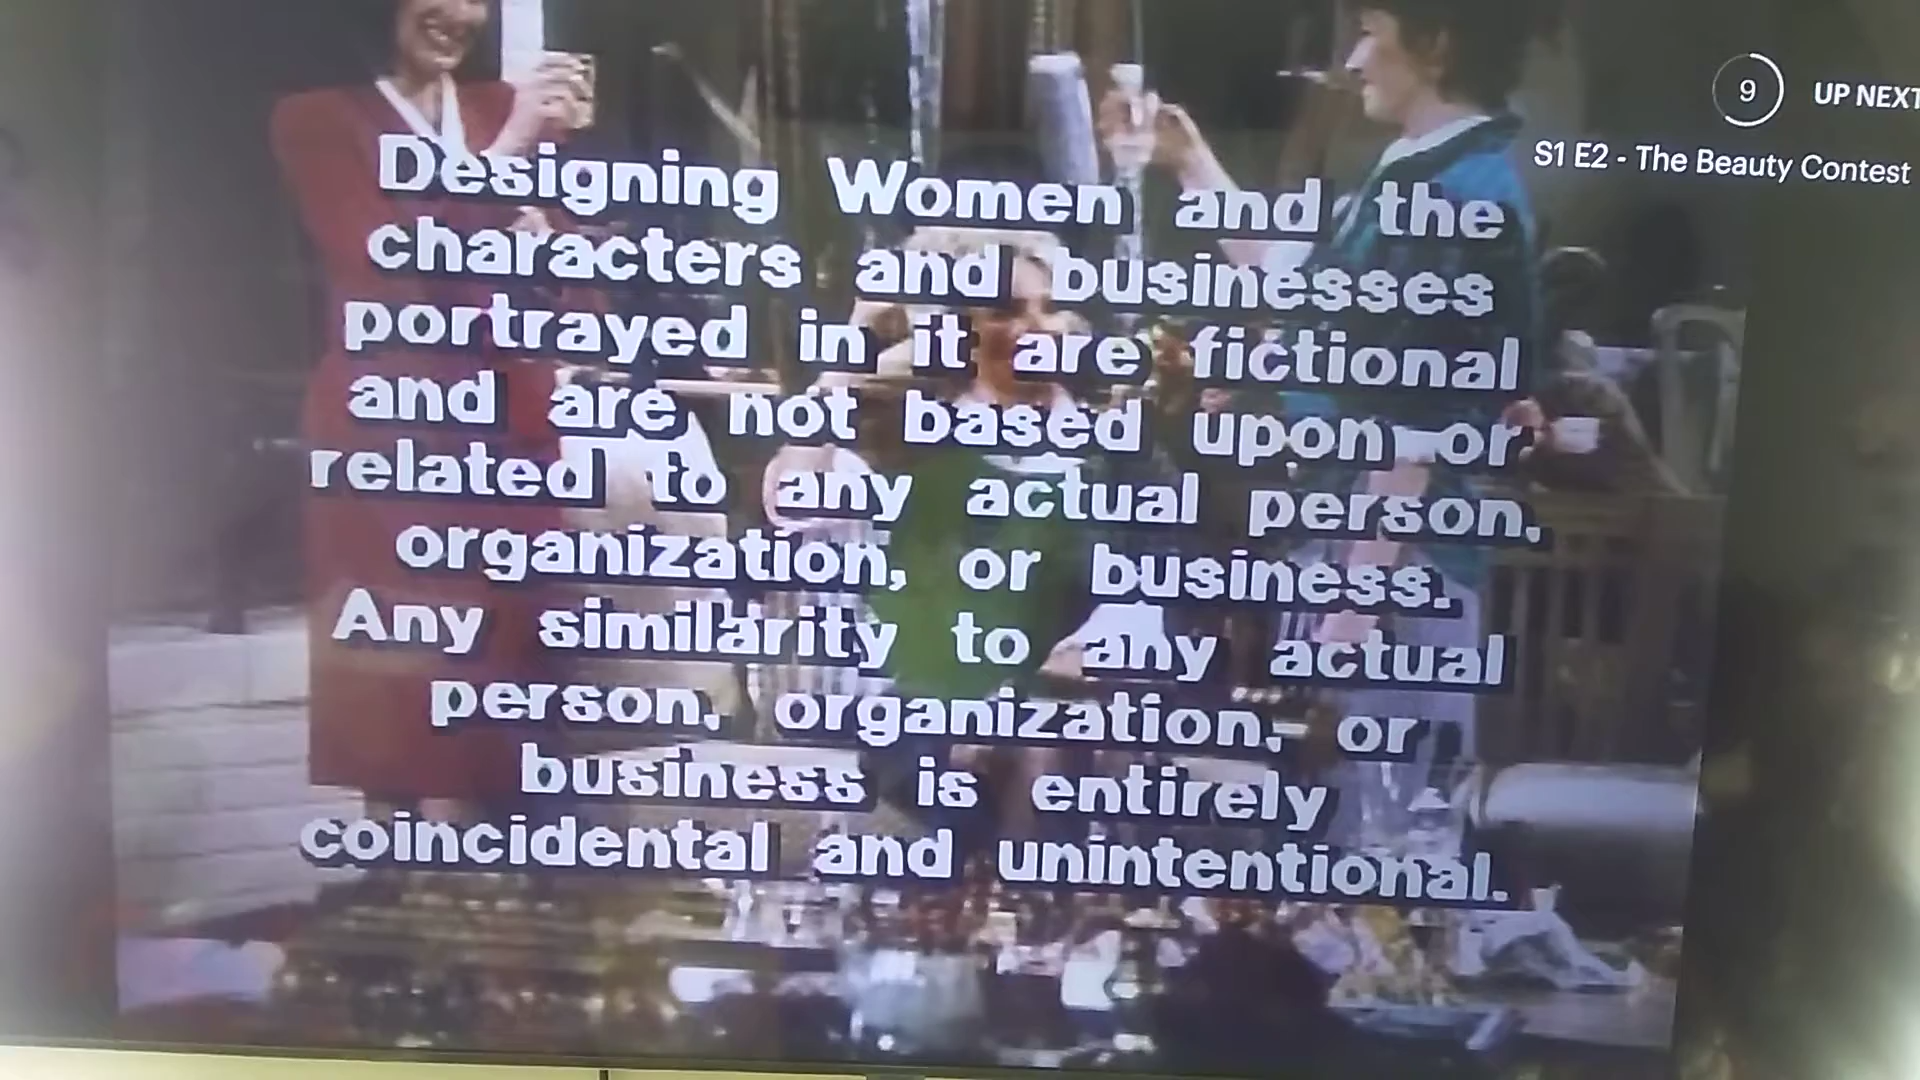 9 UP NEXT
S1 E2 - The Beauty Contest
Designing Women and the
characters and businesses
portrayed in it are fictional
and are not based upon or
related to any actual person,
organization, or business.
Any similarity to any actual
person, organization, or
business is entirely
coincidental and unintentional.